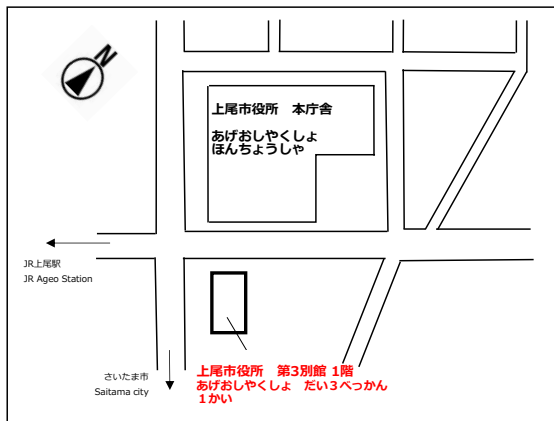 N
上尾市役所　本庁舎
あげおしやくしょ
ほんちょうしゃ
JR上尾駅
JR Ageo Station
さいたま市
Saitama city
上尾市役所　第3別館 1階
あげおしやくしょ　だい３べっかん
１かい